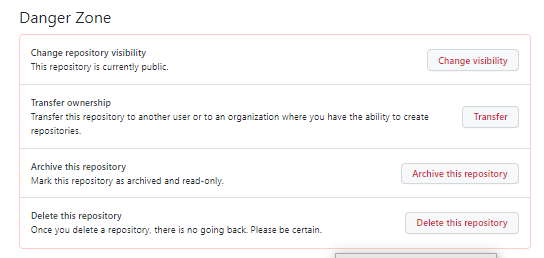 Danger Zone
Change repository visibility
This repository is currently public.
Change visibility
Transfer ownership
Transfer this repository to another user or to an organization where you have the ability to create
repositories.
Transfer
Archive this repository
Mark this repository as archived and read-only.
Archive this repository
Delete this repository
Once you delete a repository, there is no going back. Please be certain.
Delete this repository